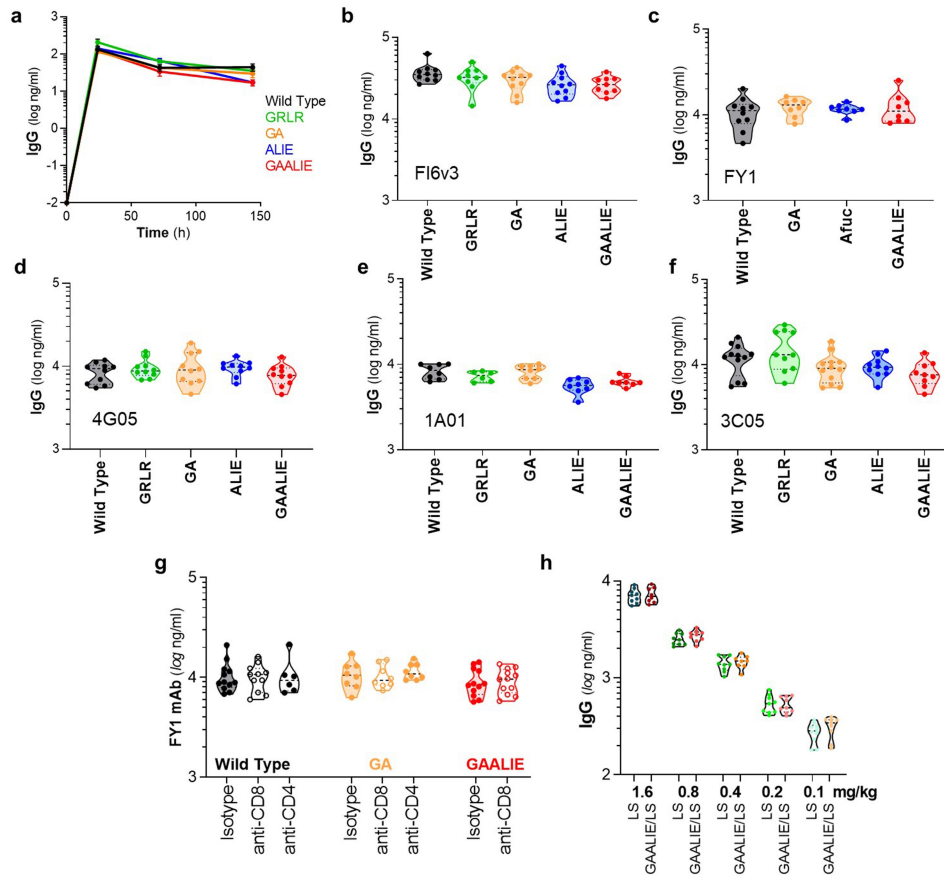 a
IgG (log ng/ml)
3
2
1
0
-1
-2
0
50
100
150
Time (h)
Wild Type
GRLR
GA
ALIE
GAALIE
b
IgG (log ng/ml)
5
4
3
FI6v3
Wild Type
GRLR
GA
ALIE
GAALIE
c
IgG (log ng/ml)
5
4
3
FY1
Wild Type
GA
Afuc
GAALIE
d
IgG (log ng/ml)
5
4
3
4G05
Wild Type
GRLR
GA
ALIE
GAALIE
e
IgG (log ng/ml)
5
4
3
1A01
Wild Type
GRLR
GA
ALIE
GAALIE
f
IgG (log ng/ml)
5
4
3
3C05
Wild Type
GRLR
GA
ALIE
GAALIE
g
FY1 mAb (log ng/ml)
5
4
3
Wild Type
GA
GAALIE
Isotype
anti-CD8
anti-CD4
Isotype
anti-CD8
anti-CD4
Isotype
anti-CD8
h
IgG (log ng/ml)
4
3
2
1.6 0.8 0.4 0.2 0.1 mg/kg
LS
GAALIE/LS
LS
GAALIE/LS
LS
GAALIE/LS
LS
GAALIE/LS
LS
GAALIE/LS